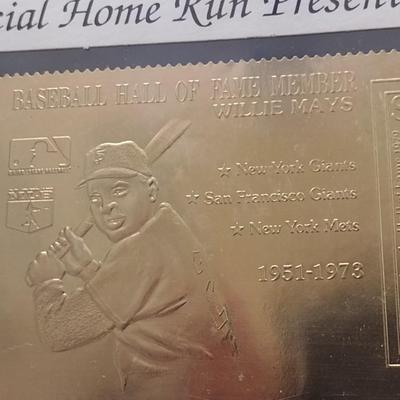 cial Home Run Present
BASEBALL HALL OF FAME MEMBER
WILLIE MAYS
★ New York Giants
★ San Francisco Giants
★ New York Mets
1951-1973